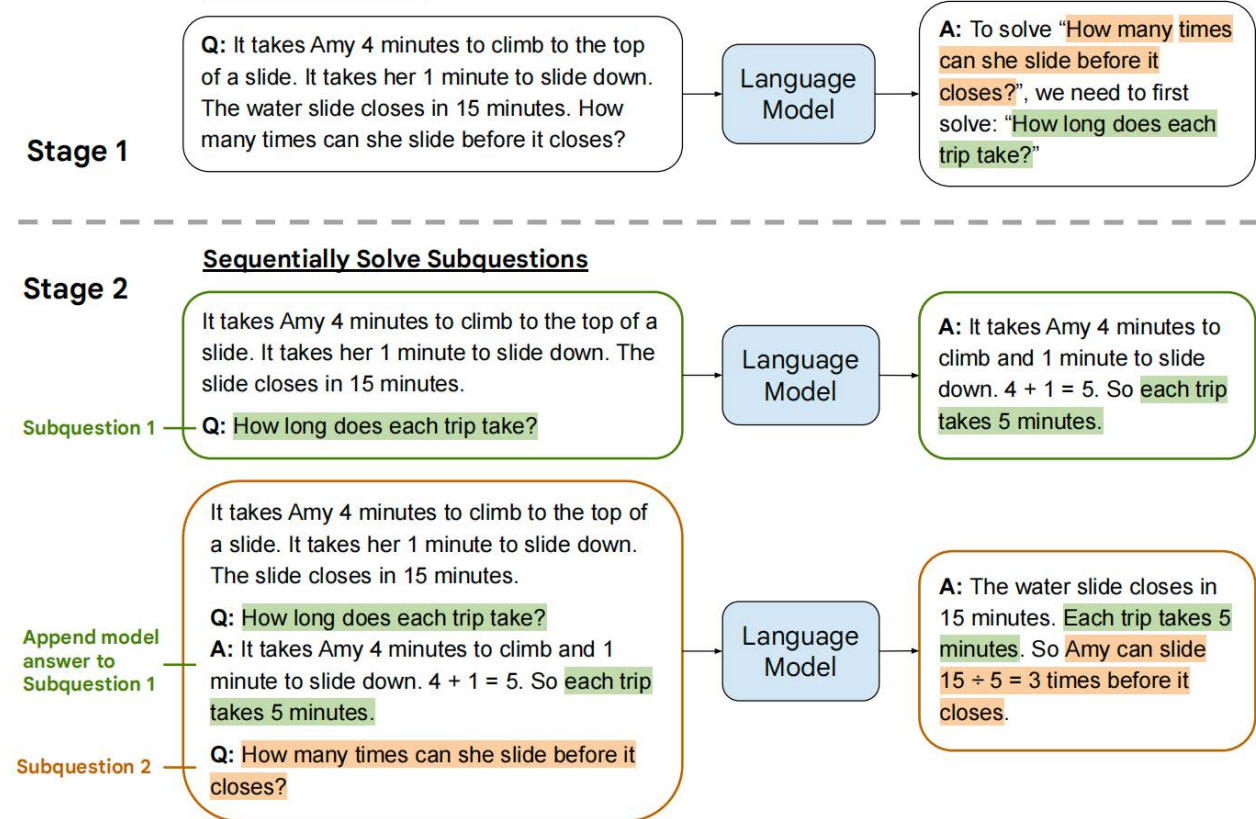 Q: It takes Amy 4 minutes to climb to the top
of a slide. It takes her 1 minute to slide down.
The water slide closes in 15 minutes. How
many times can she slide before it closes?
Language
Model
A: To solve “How many times
can she slide before it
closes?”, we need to first
solve: “How long does each
trip take?”
Stage 1
Stage 2
Sequentially Solve Subquestions
It takes Amy 4 minutes to climb to the top of a
slide. It takes her 1 minute to slide down. The
slide closes in 15 minutes.
Subquestion 1
Q: How long does each trip take?
Language
Model
A: It takes Amy 4 minutes to
climb and 1 minute to slide
down. 4 + 1 = 5. So each trip
takes 5 minutes.
It takes Amy 4 minutes to climb to the top of
a slide. It takes her 1 minute to slide down.
The slide closes in 15 minutes.
Append model
answer to
Subquestion 1
Q: How long does each trip take?
A: It takes Amy 4 minutes to climb and 1
minute to slide down. 4 + 1 = 5. So each trip
takes 5 minutes.
Subquestion 2
Q: How many times can she slide before it
closes?
Language
Model
A: The water slide closes in
15 minutes. Each trip takes 5
minutes. So Amy can slide
15 ÷ 5 = 3 times before it
closes.